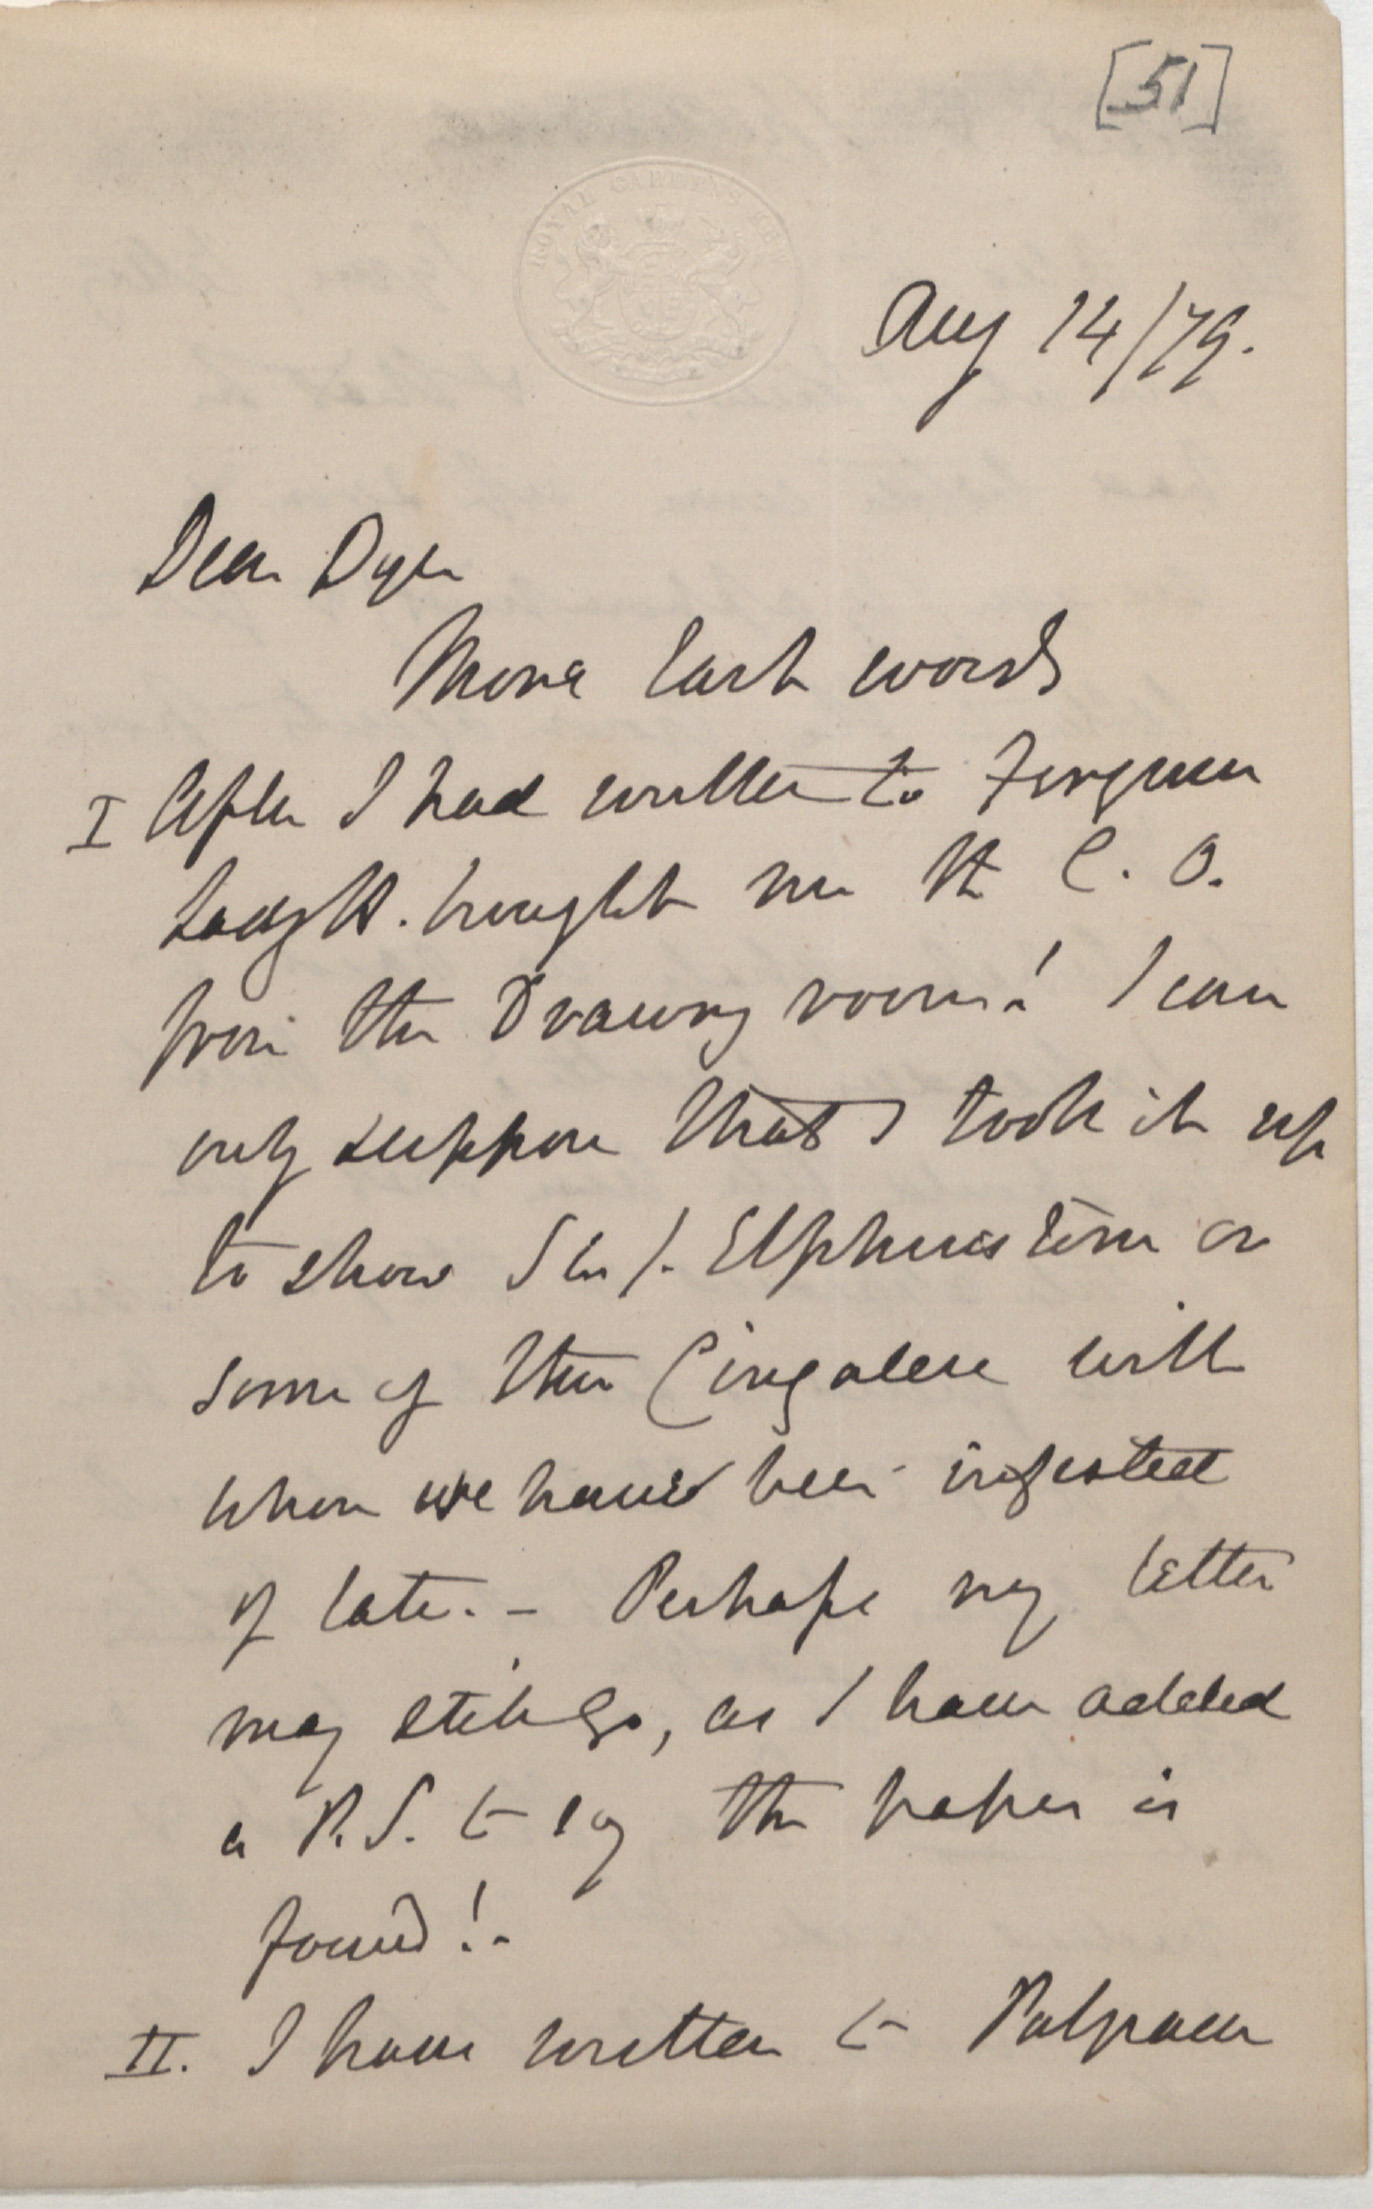 [51]
ROYAL GARDENS KEW
Aug 14/79.
Dear Dyer
More last words
I After I had written to Ferguson
Lady H. brought me the C. O.
from the Drawing room! I can
only suppose that I took it up
to show Sir J. Elphinstone or
some of the Cingalese with
whom we have been infested
of late. – Perhaps my letter
may still go, as I have added
a P.S. to say the paper is
found! –
II. I have written to Palgrave